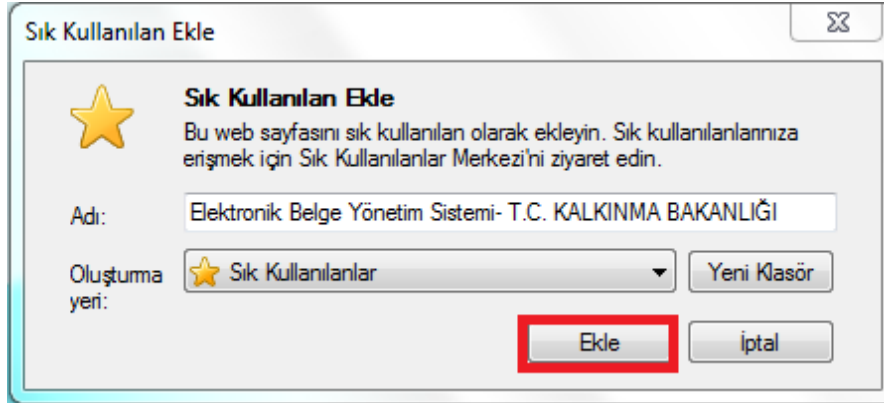 Sık Kullanılan Ekle
Sık Kullanılan Ekle
Bu web sayfasını sık kullanılan olarak ekleyin. Sık kullanılanlarınıza
erişmek için Sık Kullanılanlar Merkezi'ni ziyaret edin.
Adı: Elektronik Belge Yönetim Sistemi- T.C. KALKINMA BAKANLIĞI
Oluşturma yeri: Sık Kullanılanlar Yeni Klasör
Ekle İptal